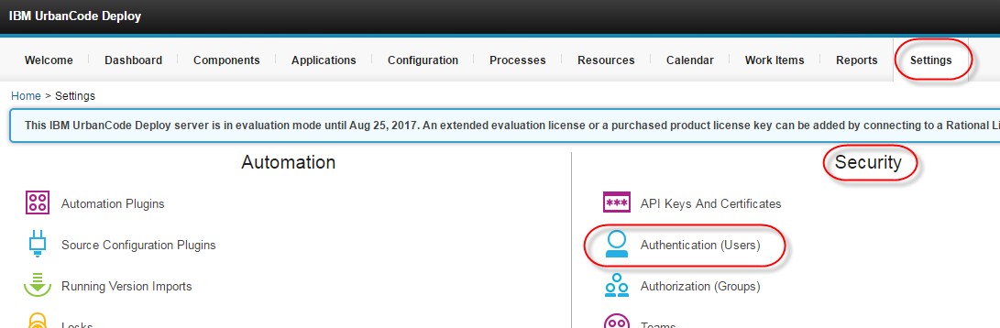 IBM UrbanCode Deploy
Welcome Dashboard Components Applications Configuration Processes Resources Calendar Work Items Reports Settings
Home > Settings
This IBM UrbanCode Deploy server is in evaluation mode until Aug 25, 2017. An extended evaluation license or a purchased product license key can be added by connecting to a Rational Li
Automation
Automation Plugins
Source Configuration Plugins
Running Version Imports
Locks
Security
*** API Keys And Certificates
Authentication (Users)
Authorization (Groups)
Teams